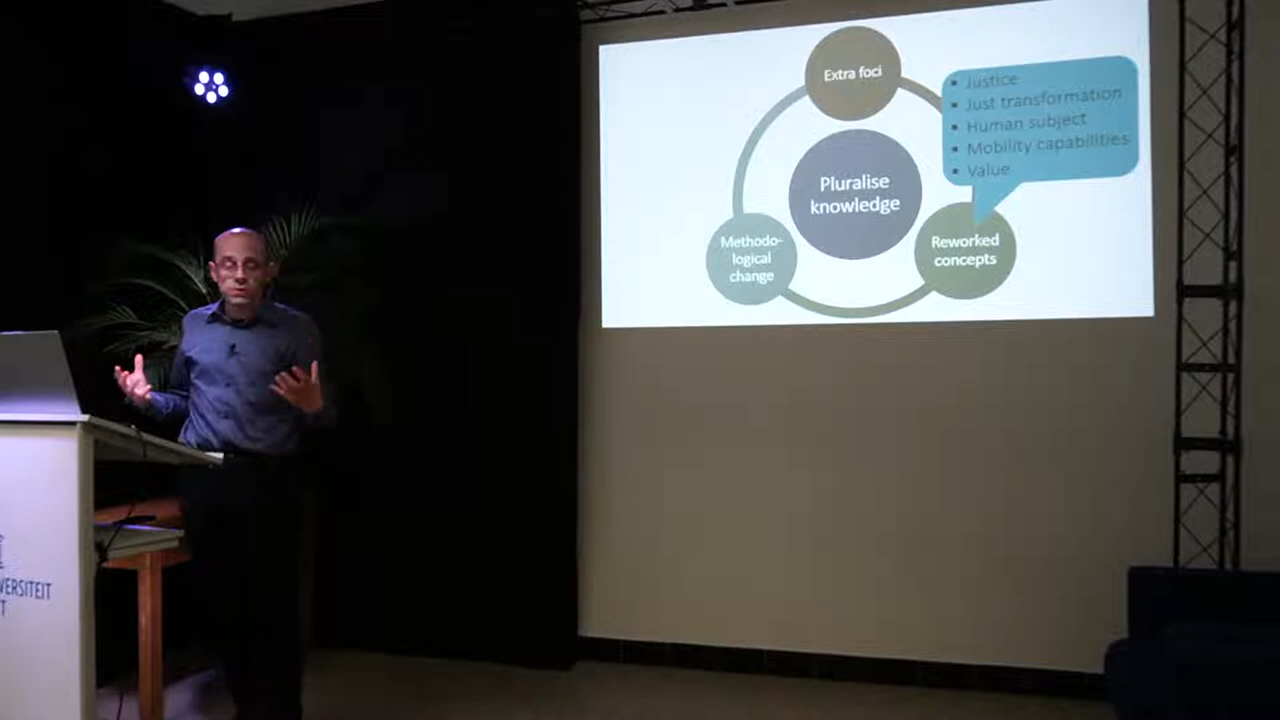 Extra foci
Justice
Just transformation
Human subject
Mobility capabilities
Value
Pluralise
knowledge
Methodo-
logical
change
Reworked
concepts
VERSITEIT
T